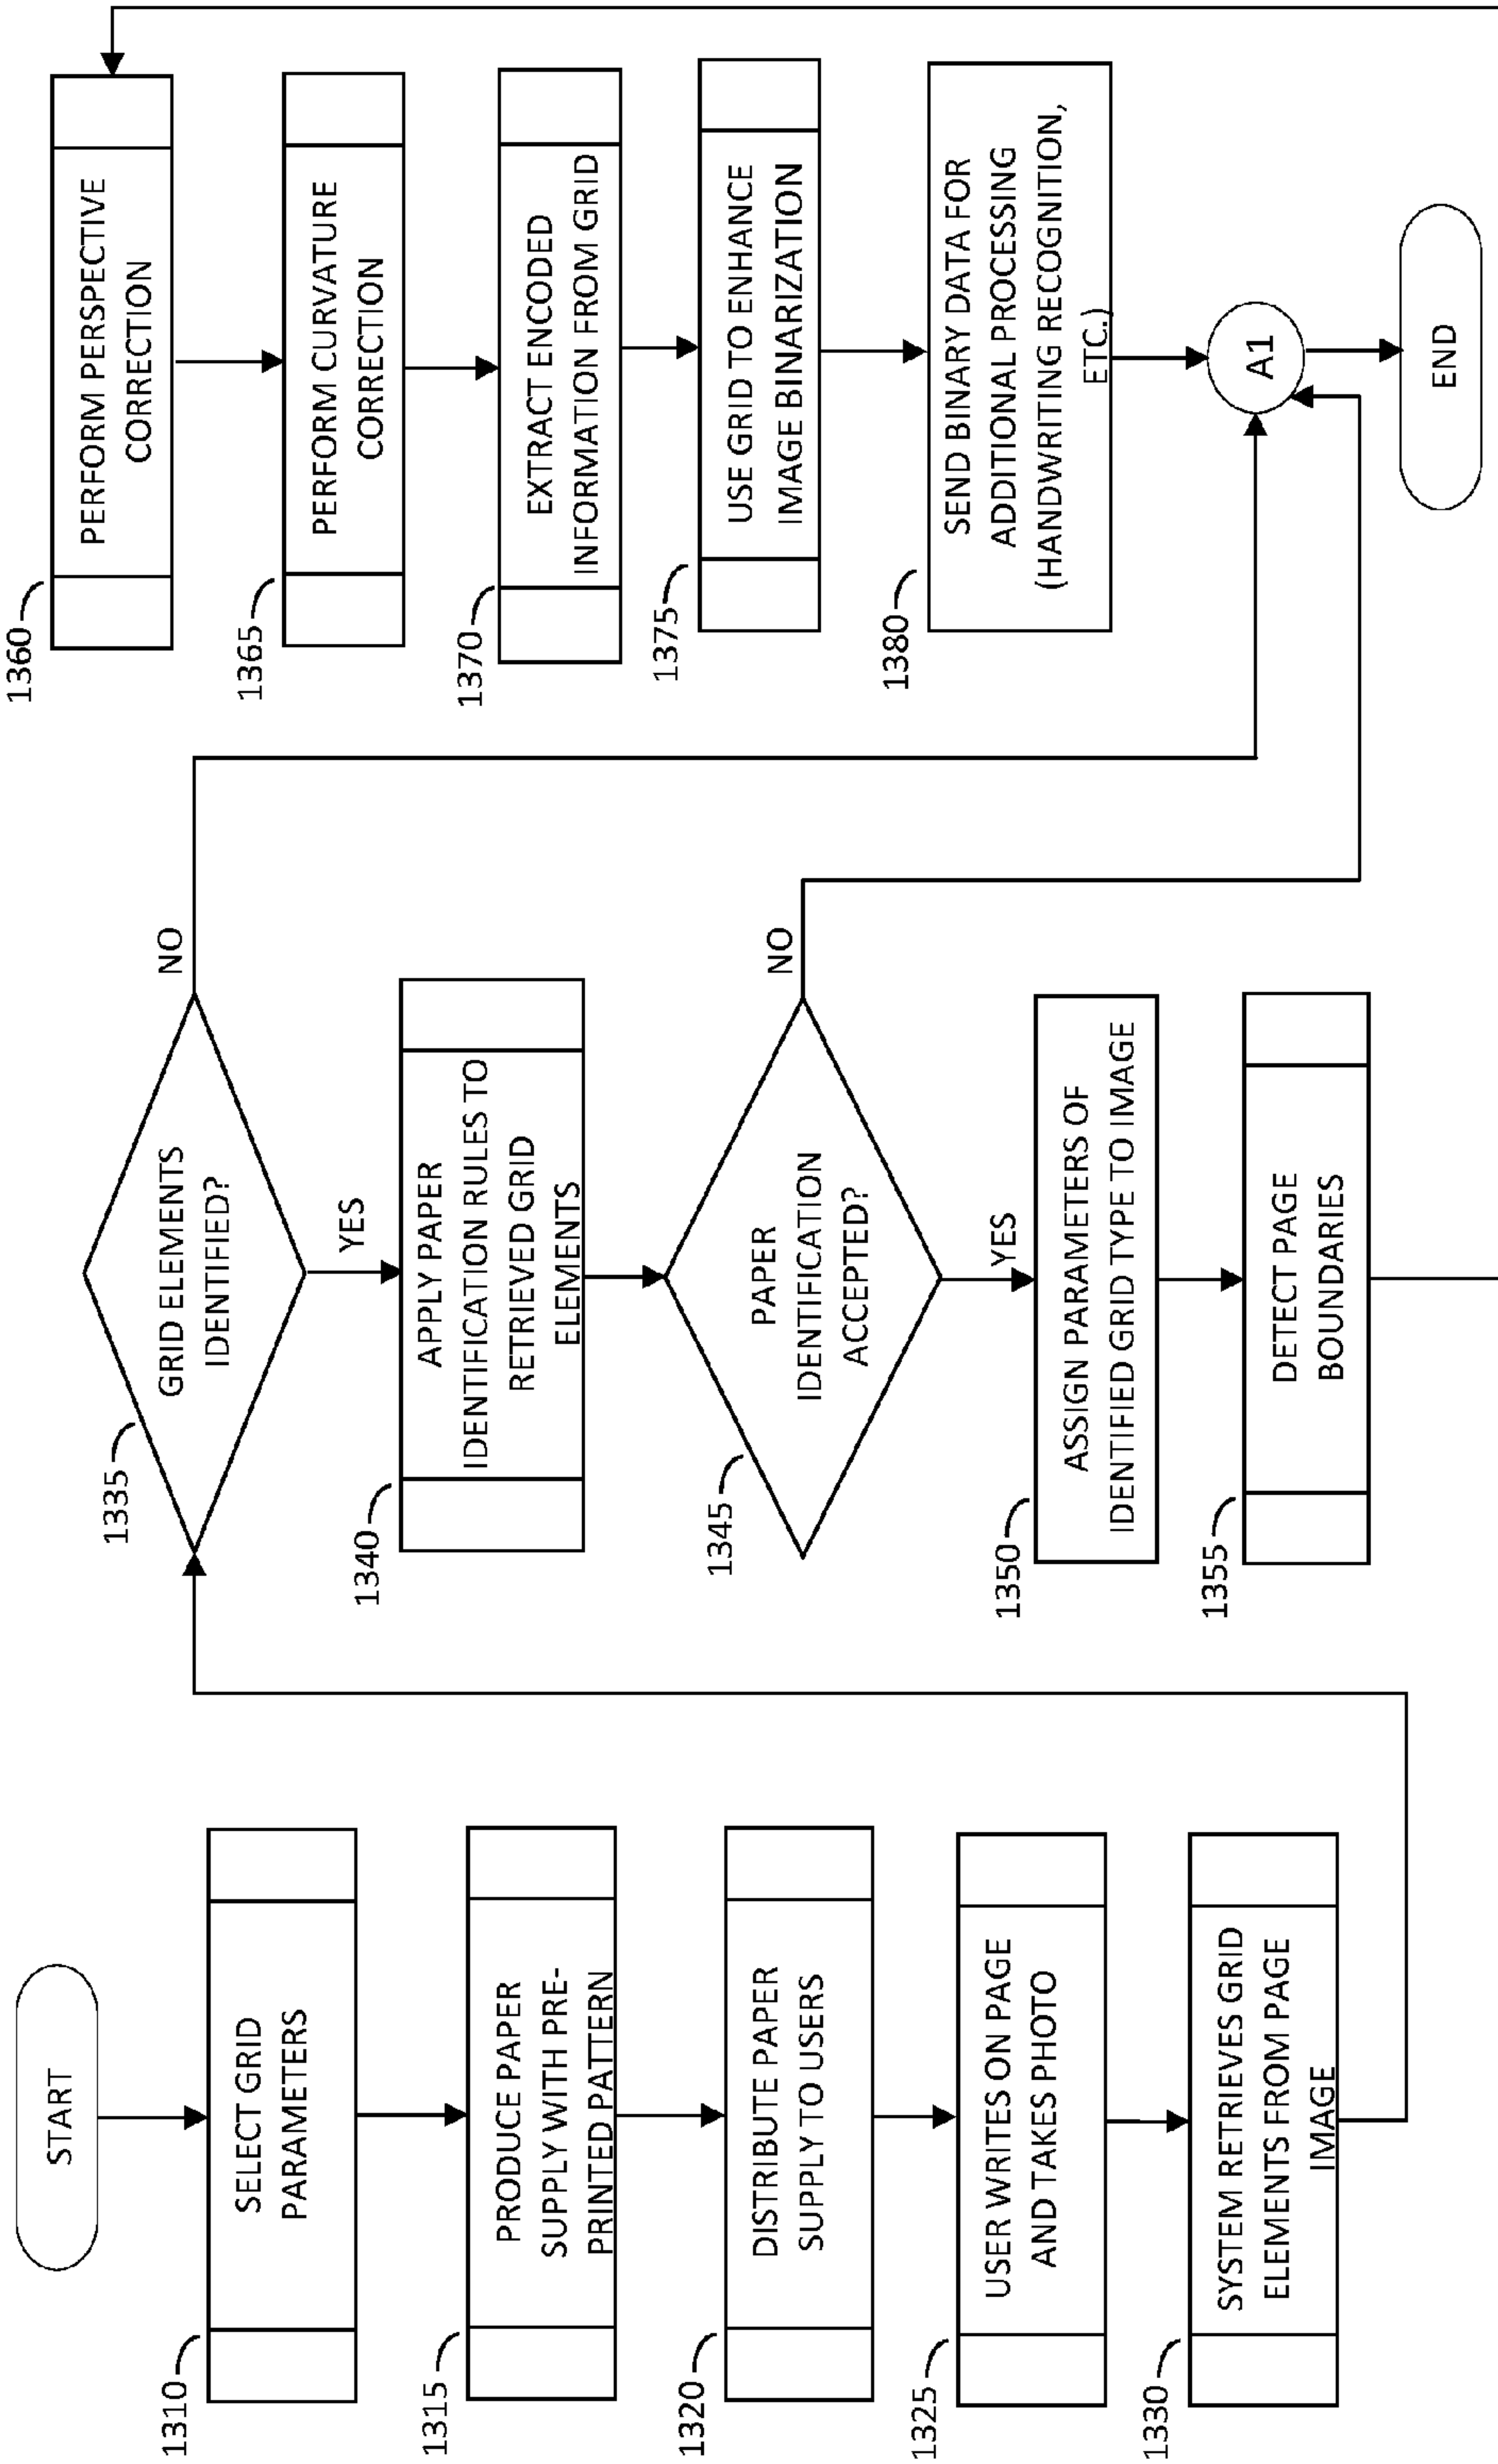 START
1310
SELECT GRID
PARAMETERS
1315
PRODUCE PAPER
SUPPLY WITH PRE-
PRINTED PATTERN
1320
DISTRIBUTE PAPER
SUPPLY TO USERS
1325
USER WRITES ON PAGE
AND TAKES PHOTO
1330
SYSTEM RETRIEVES GRID
ELEMENTS FROM PAGE
IMAGE
1335
GRID ELEMENTS
IDENTIFIED?
NO
YES
1340
APPLY PAPER
IDENTIFICATION RULES TO
RETRIEVED GRID
ELEMENTS
1345
PAPER
IDENTIFICATION
ACCEPTED?
NO
YES
1350
ASSIGN PARAMETERS OF
IDENTIFIED GRID TYPE TO IMAGE
1355
DETECT PAGE
BOUNDARIES
1360
PERFORM PERSPECTIVE
CORRECTION
1365
PERFORM CURVATURE
CORRECTION
1370
EXTRACT ENCODED
INFORMATION FROM GRID
1375
USE GRID TO ENHANCE
IMAGE BINARIZATION
1380
SEND BINARY DATA FOR
ADDITIONAL PROCESSING
(HANDWRITING RECOGNITION,
ETC.)
A1
END